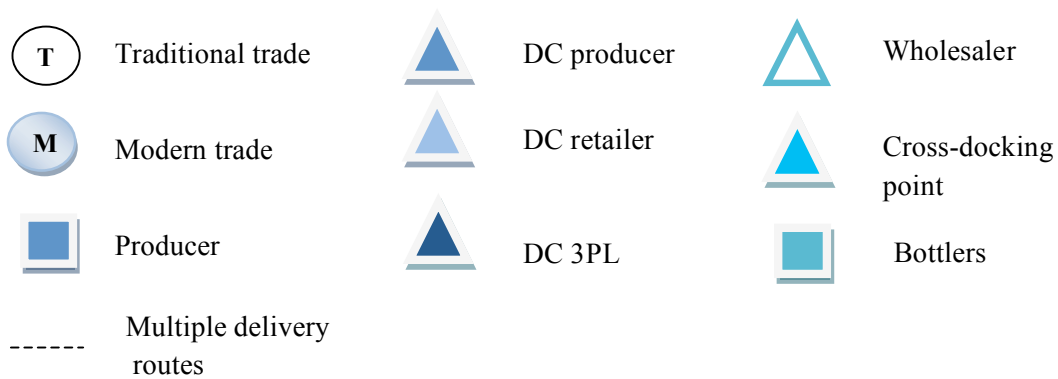 T
Traditional trade
DC producer
Wholesaler
M
Modern trade
DC retailer
Cross-docking
point
Producer
DC 3PL
Bottlers
Multiple delivery
routes